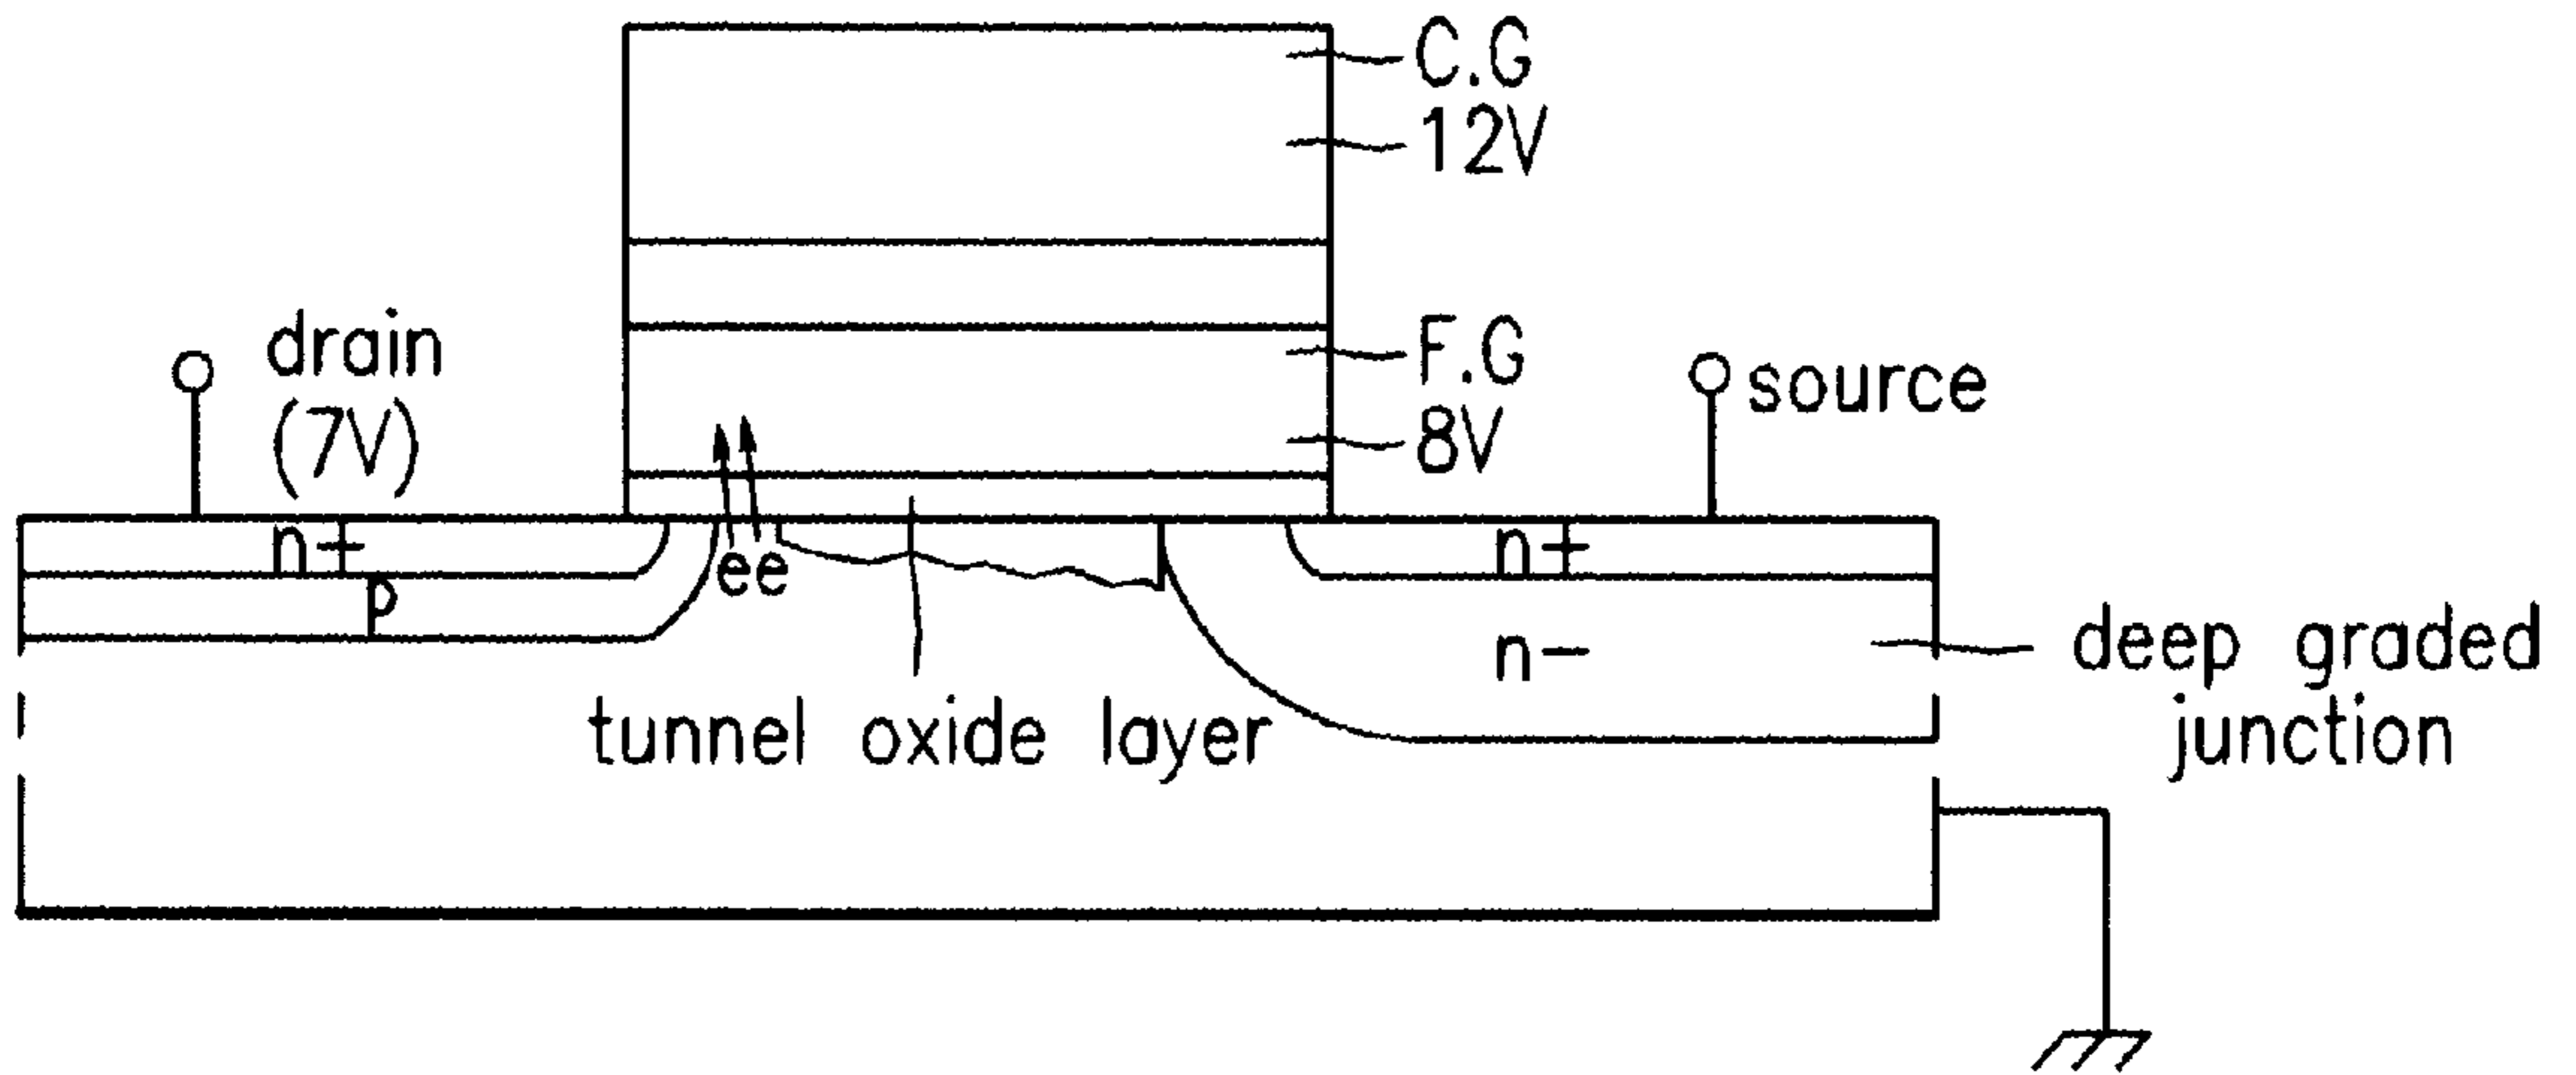 C.G
12V
drain
(7V)
F.G
8V
source
n+
ee
n+
p
n-
deep graded
junction
tunnel oxide layer